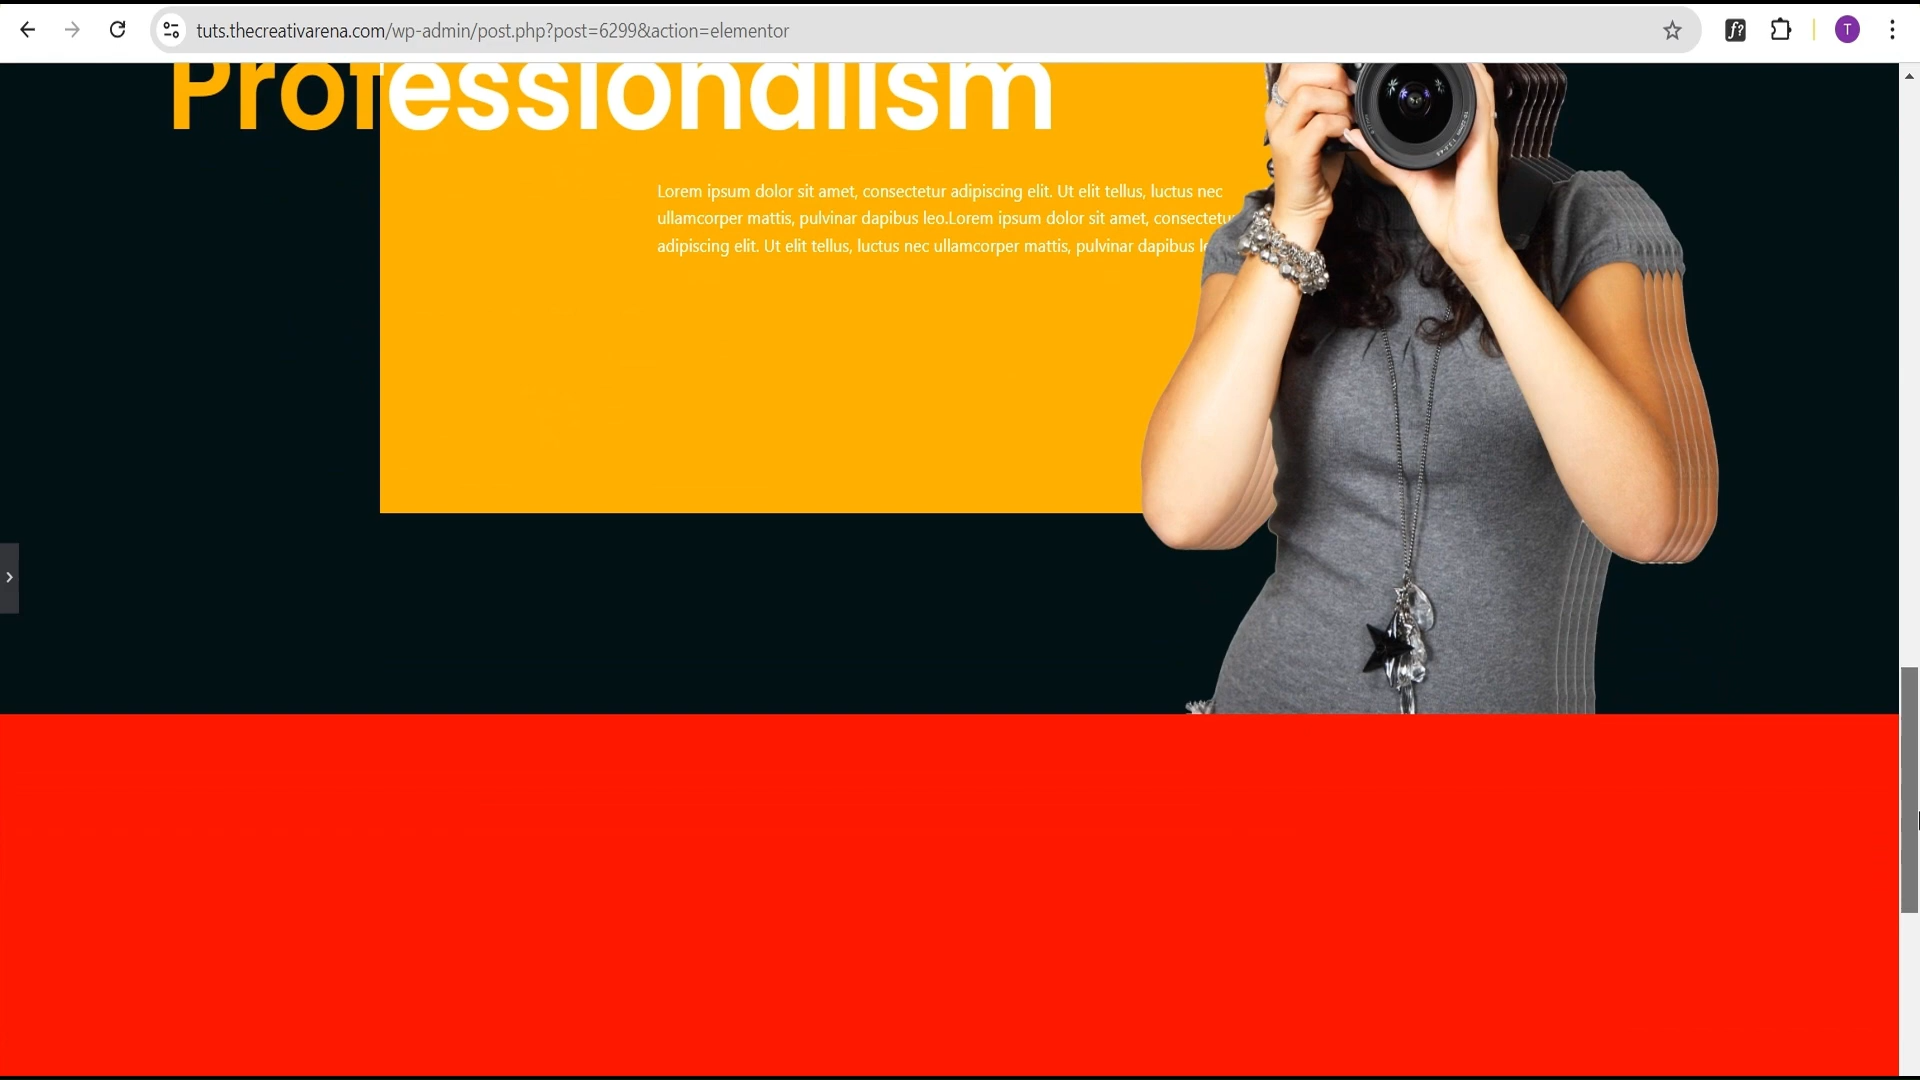 tuts.thecreativarena.com/wp-admin/post.php?post=6299&action=elementor
f?
T
Professionalism
Lorem ipsum dolor sit amet, consectetur adipiscing elit. Ut elit tellus, luctus nec
ullamcorper mattis, pulvinar dapibus leo.Lorem ipsum dolor sit amet, consectetur
adipiscing elit. Ut elit tellus, luctus nec ullamcorper mattis, pulvinar dapibus